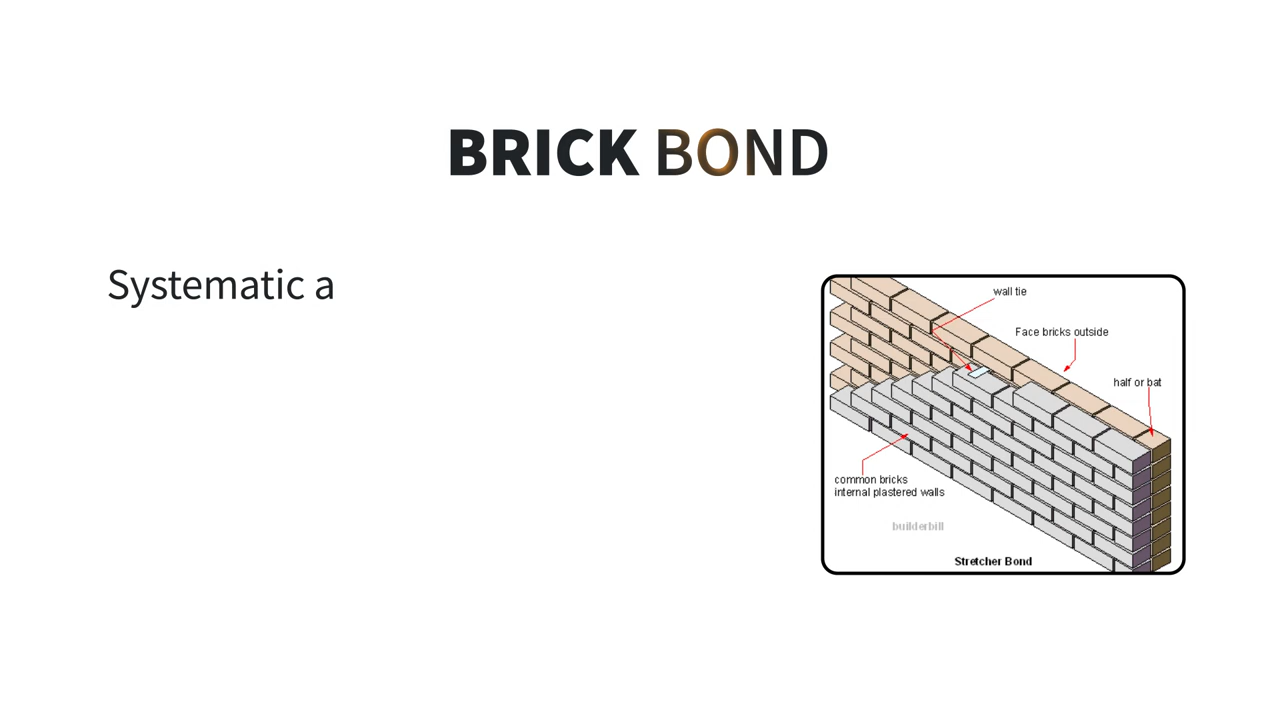 BRICK BOND
Systematic a
wall tie
Face bricks outside
half or bat
common bricks
internal plastered walls
builderbill
Stretcher Bond